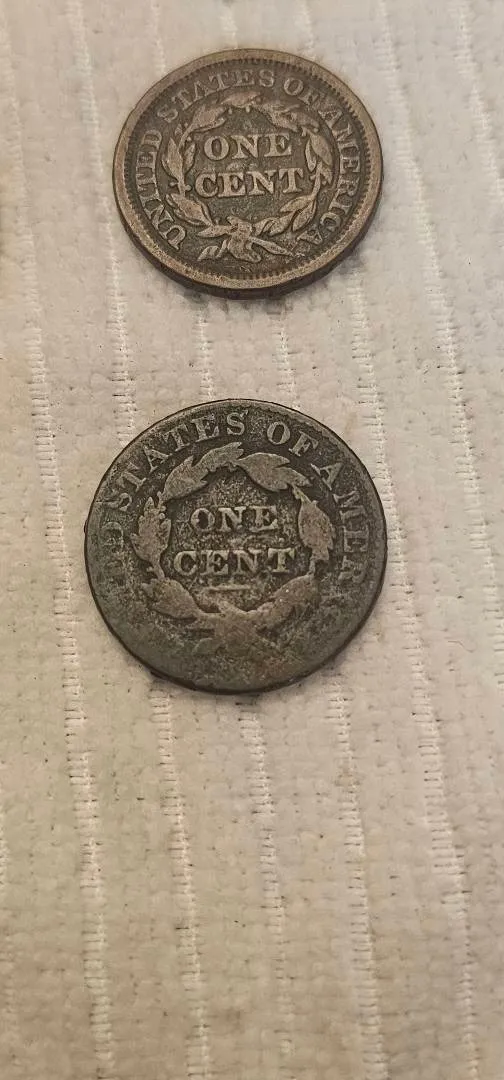 UNITED STATES OF AMERICA
ONE
CENT
STATES OF AMER
ONE
CENT